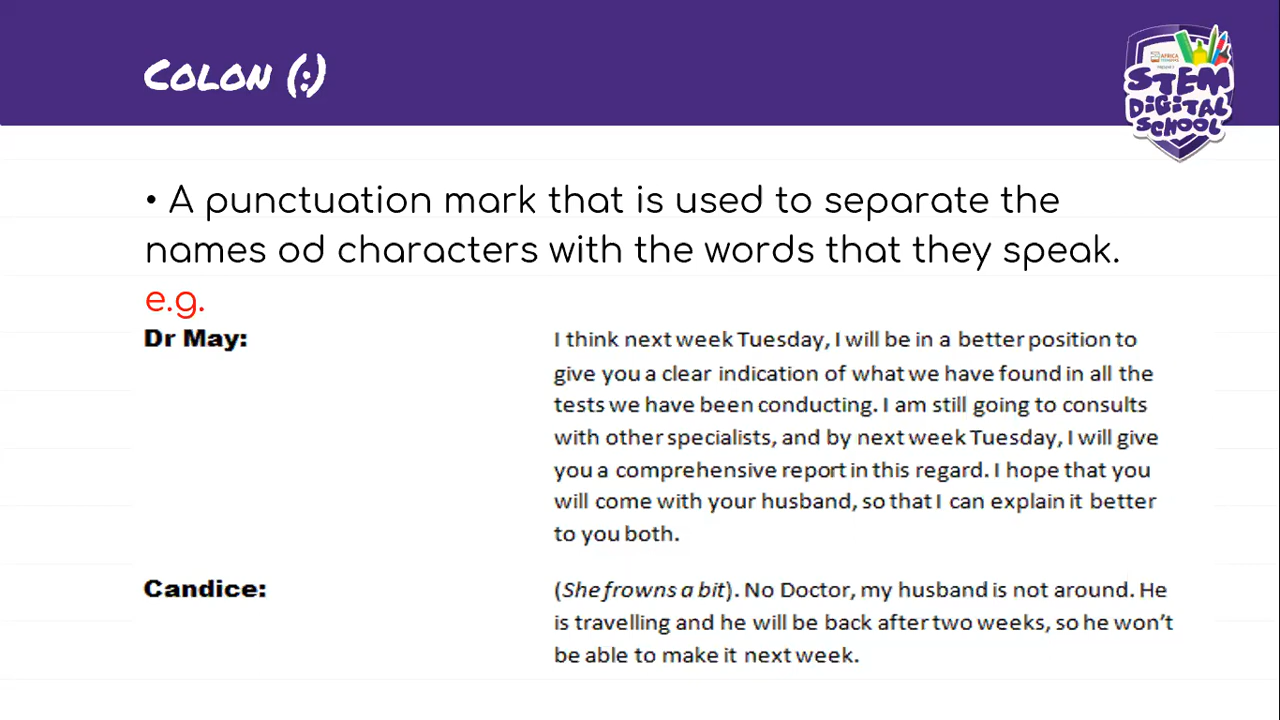 COLON (:)
STEM
DIGITAL
SCHOOL
• A punctuation mark that is used to separate the
names od characters with the words that they speak.
e.g.
Dr May:
I think next week Tuesday, I will be in a better position to
give you a clear indication of what we have found in all the
tests we have been conducting. I am still going to consults
with other specialists, and by next week Tuesday, I will give
you a comprehensive report in this regard. I hope that you
will come with your husband, so that I can explain it better
to you both.
Candice:
(She frowns a bit). No Doctor, my husband is not around. He
is travelling and he will be back after two weeks, so he won't
be able to make it next week.